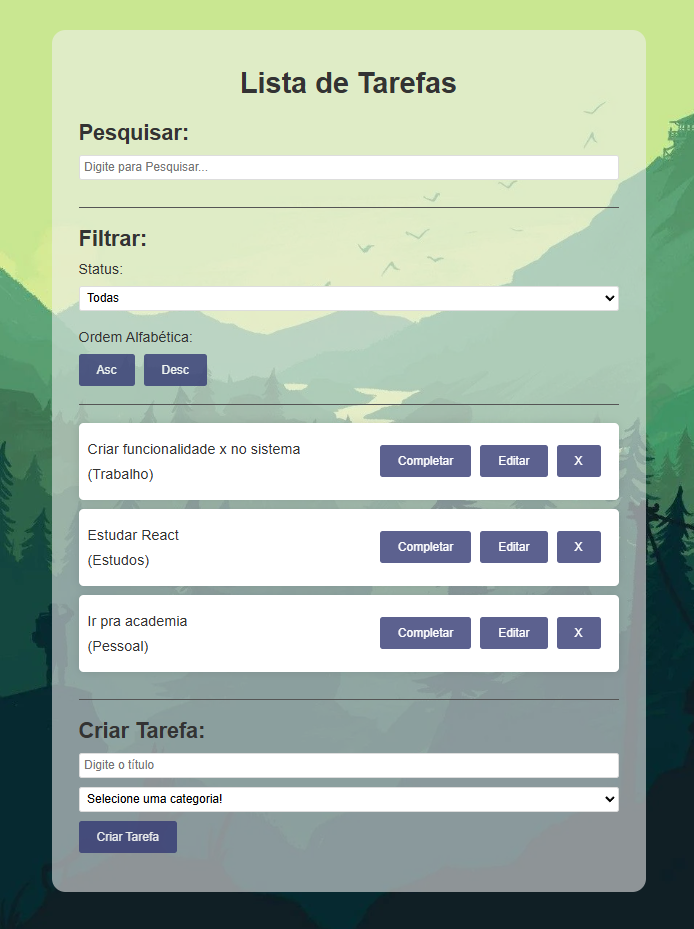 Lista de Tarefas
Pesquisar:
Digite para Pesquisar...
Filtrar:
Status:
Todas
Ordem Alfabética:
Asc Desc
Criar funcionalidade x no sistema
(Trabalho)
Completar Editar X
Estudar React
(Estudos)
Completar Editar X
Ir pra academia
(Pessoal)
Completar Editar X
Criar Tarefa:
Digite o título
Selecione uma categoria!
Criar Tarefa